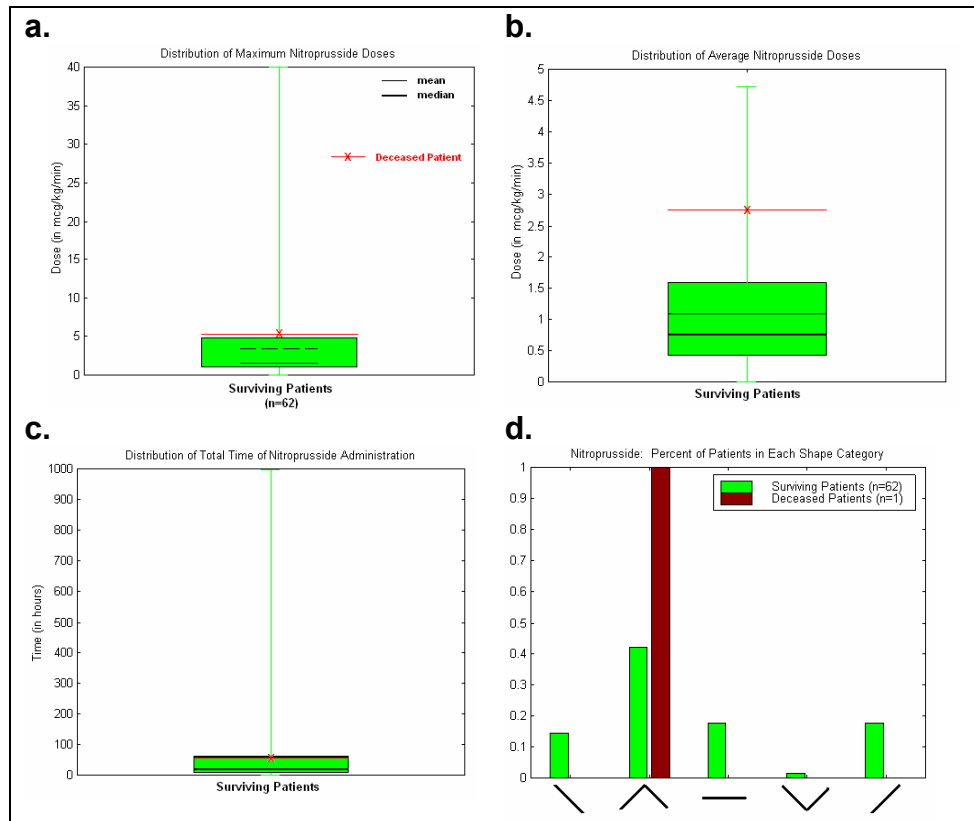 a.
Distribution of Maximum Nitroprusside Doses
40
35
30
25
20
15
10
5
0
Dose (in mcg/kg/min)
mean
median
Deceased Patient
Surviving Patients
(n=62)
b.
Distribution of Average Nitroprusside Doses
5
4.5
4
3.5
3
2.5
2
1.5
1
0.5
0
Dose (in mcg/kg/min)
Surviving Patients
c.
Distribution of Total Time of Nitroprusside Administration
1000
900
800
700
600
500
400
300
200
100
0
Time (in hours)
Surviving Patients
d.
Nitroprusside: Percent of Patients in Each Shape Category
1
0.9
0.8
0.7
0.6
0.5
0.4
0.3
0.2
0.1
0
Surviving Patients (n=62)
Deceased Patients (n=1)